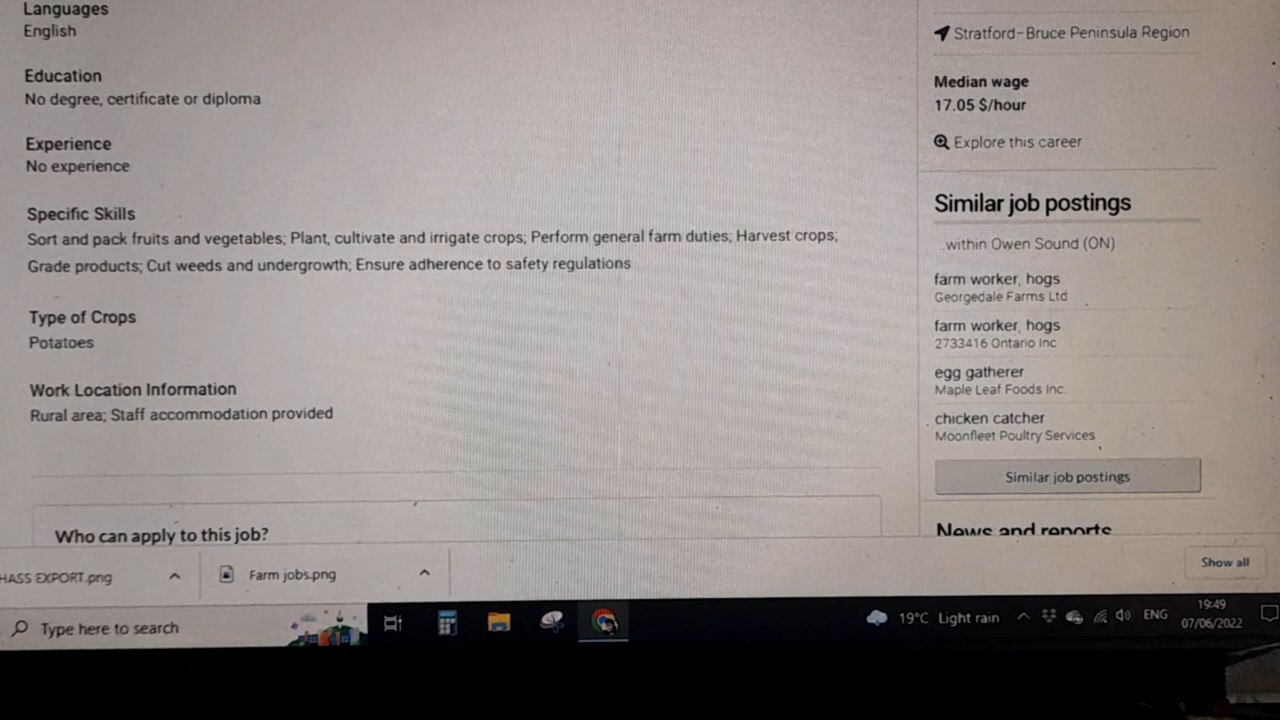 Languages
English
Education
No degree, certificate or diploma
Experience
No experience
Specific Skills
Sort and pack fruits and vegetables; Plant, cultivate and irrigate crops; Perform general farm duties; Harvest crops;
Grade products; Cut weeds and undergrowth; Ensure adherence to safety regulations
Type of Crops
Potatoes
Work Location Information
Rural area; Staff accommodation provided
Who can apply to this job?
Stratford-Bruce Peninsula Region
Median wage
17.05 $/hour
Explore this career
Similar job postings
...within Owen Sound (ON)
farm worker, hogs
Georgedale Farms Ltd
farm worker, hogs
2733416 Ontario Inc
egg gatherer
Maple Leaf Foods Inc.
chicken catcher
Moonfleet Poultry Services
Similar job postings
News and reports
HASS EXPORT.png
Farm jobs.png
Show all
Type here to search
19°C Light rain
ENG
19:49
07/06/2022